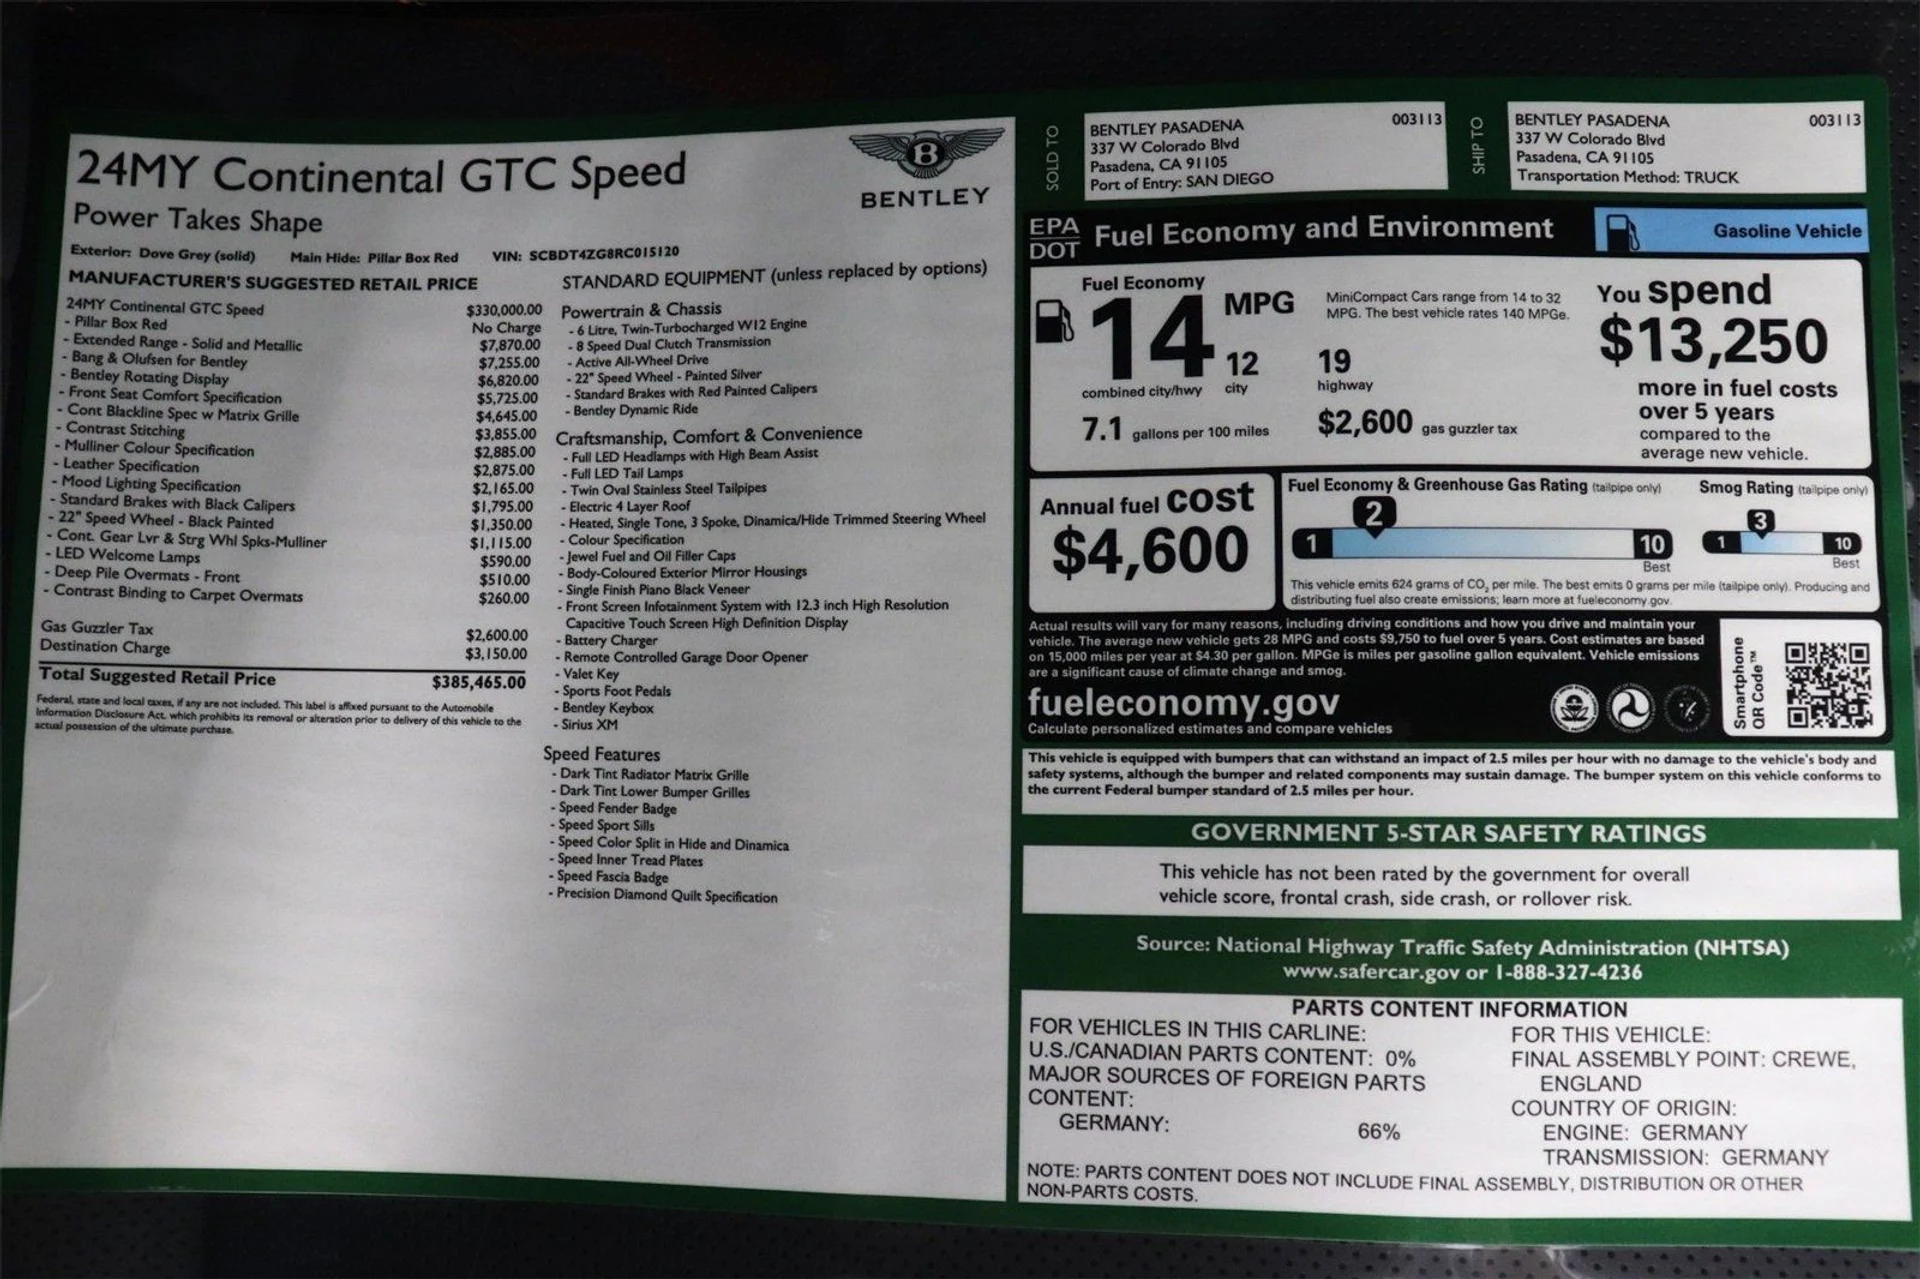 24MY Continental GTC Speed
BENTLEY
Power Takes Shape
Exterior: Dove Grey (solid) Main Hide: Pillar Box Red VIN: SCBDT4ZG8RC015120
MANUFACTURER'S SUGGESTED RETAIL PRICE
24MY Continental GTC Speed $330,000.00
- Pillar Box Red No Charge
- Extended Range - Solid and Metallic $7,870.00
- Bang & Olufsen for Bentley $7,255.00
- Bentley Rotating Display $6,820.00
- Front Seat Comfort Specification $5,725.00
- Cont Blackline Spec w Matrix Grille $4,645.00
- Contrast Stitching $3,855.00
- Mulliner Colour Specification $2,885.00
- Leather Specification $2,875.00
- Mood Lighting Specification $2,165.00
- Standard Brakes with Black Calipers $1,795.00
- 22" Speed Wheel - Black Painted $1,350.00
- Cont. Gear Lvr & Strg Whl Spks-Mulliner $1,115.00
- LED Welcome Lamps $590.00
- Deep Pile Overmats - Front $510.00
- Contrast Binding to Carpet Overmats $260.00
Gas Guzzler Tax $2,600.00
Destination Charge $3,150.00
Total Suggested Retail Price $385,465.00
Federal, state and local taxes, if any are not included. This label is affixed pursuant to the Automobile
Information Disclosure Act. which prohibits its removal or alteration prior to delivery of this vehicle to the
actual possession of the ultimate purchase.
STANDARD EQUIPMENT (unless replaced by options)
Powertrain & Chassis
- 6 Litre, Twin-Turbocharged W12 Engine
- 8 Speed Dual Clutch Transmission
- Active All-Wheel Drive
- 22" Speed Wheel - Painted Silver
- Standard Brakes with Red Painted Calipers
- Bentley Dynamic Ride
Craftsmanship, Comfort & Convenience
- Full LED Headlamps with High Beam Assist
- Full LED Tail Lamps
- Twin Oval Stainless Steel Tailpipes
- Electric 4 Layer Roof
- Heated, Single Tone, 3 Spoke, Dinamica/Hide Trimmed Steering Wheel
- Colour Specification
- Jewel Fuel and Oil Filler Caps
- Body-Coloured Exterior Mirror Housings
- Single Finish Piano Black Veneer
- Front Screen Infotainment System with 12.3 inch High Resolution
Capacitive Touch Screen High Definition Display
- Battery Charger
- Remote Controlled Garage Door Opener
- Valet Key
- Sports Foot Pedals
- Bentley Keybox
- Sirius XM
Speed Features
- Dark Tint Radiator Matrix Grille
- Dark Tint Lower Bumper Grilles
- Speed Fender Badge
- Speed Sport Sills
- Speed Color Split in Hide and Dinamica
- Speed Inner Tread Plates
- Speed Fascia Badge
- Precision Diamond Quilt Specification
SOLD TO
BENTLEY PASADENA 003113
337 W Colorado Blvd
Pasadena, CA 91105
Port of Entry: SAN DIEGO
SHIP TO
BENTLEY PASADENA 003113
337 W Colorado Blvd
Pasadena, CA 91105
Transportation Method: TRUCK
EPA
DOT
Fuel Economy and Environment
Gasoline Vehicle
Fuel Economy
14 MPG
combined city/hwy
12
city
19
highway
MiniCompact Cars range from 14 to 32
MPG. The best vehicle rates 140 MPGe.
7.1 gallons per 100 miles
$2,600 gas guzzler tax
You spend
$13,250
more in fuel costs
over 5 years
compared to the
average new vehicle.
Annual fuel cost
$4,600
Fuel Economy & Greenhouse Gas Rating (tailpipe only)
2
1 10
Best
Smog Rating (tailpipe only)
3
1 10
Best
This vehicle emits 624 grams of CO2 per mile. The best emits 0 grams per mile (tailpipe only). Producing and
distributing fuel also create emissions; learn more at fueleconomy.gov.
Actual results will vary for many reasons, including driving conditions and how you drive and maintain your
vehicle. The average new vehicle gets 28 MPG and costs $9,750 to fuel over 5 years. Cost estimates are based
on 15,000 miles per year at $4.30 per gallon. MPGe is miles per gasoline gallon equivalent. Vehicle emissions
are a significant cause of climate change and smog.
fueleconomy.gov
Calculate personalized estimates and compare vehicles
Smartphone
QR Code™
This vehicle is equipped with bumpers that can withstand an impact of 2.5 miles per hour with no damage to the vehicle's body and
safety systems, although the bumper and related components may sustain damage. The bumper system on this vehicle conforms to
the current Federal bumper standard of 2.5 miles per hour.
GOVERNMENT 5-STAR SAFETY RATINGS
This vehicle has not been rated by the government for overall
vehicle score, frontal crash, side crash, or rollover risk.
Source: National Highway Traffic Safety Administration (NHTSA)
www.safercar.gov or 1-888-327-4236
PARTS CONTENT INFORMATION
FOR VEHICLES IN THIS CARLINE:
U.S./CANADIAN PARTS CONTENT: 0%
MAJOR SOURCES OF FOREIGN PARTS
CONTENT:
GERMANY: 66%
FOR THIS VEHICLE:
FINAL ASSEMBLY POINT: CREWE,
ENGLAND
COUNTRY OF ORIGIN:
ENGINE: GERMANY
TRANSMISSION: GERMANY
NOTE: PARTS CONTENT DOES NOT INCLUDE FINAL ASSEMBLY, DISTRIBUTION OR OTHER
NON-PARTS COSTS.